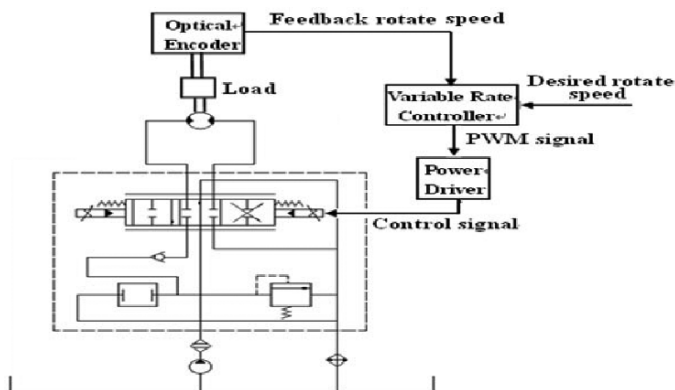 Optical
Encoder
Feedback rotate speed
Load
Desired rotate
speed
Variable Rate
Controller
PWM signal
Power
Driver
Control signal